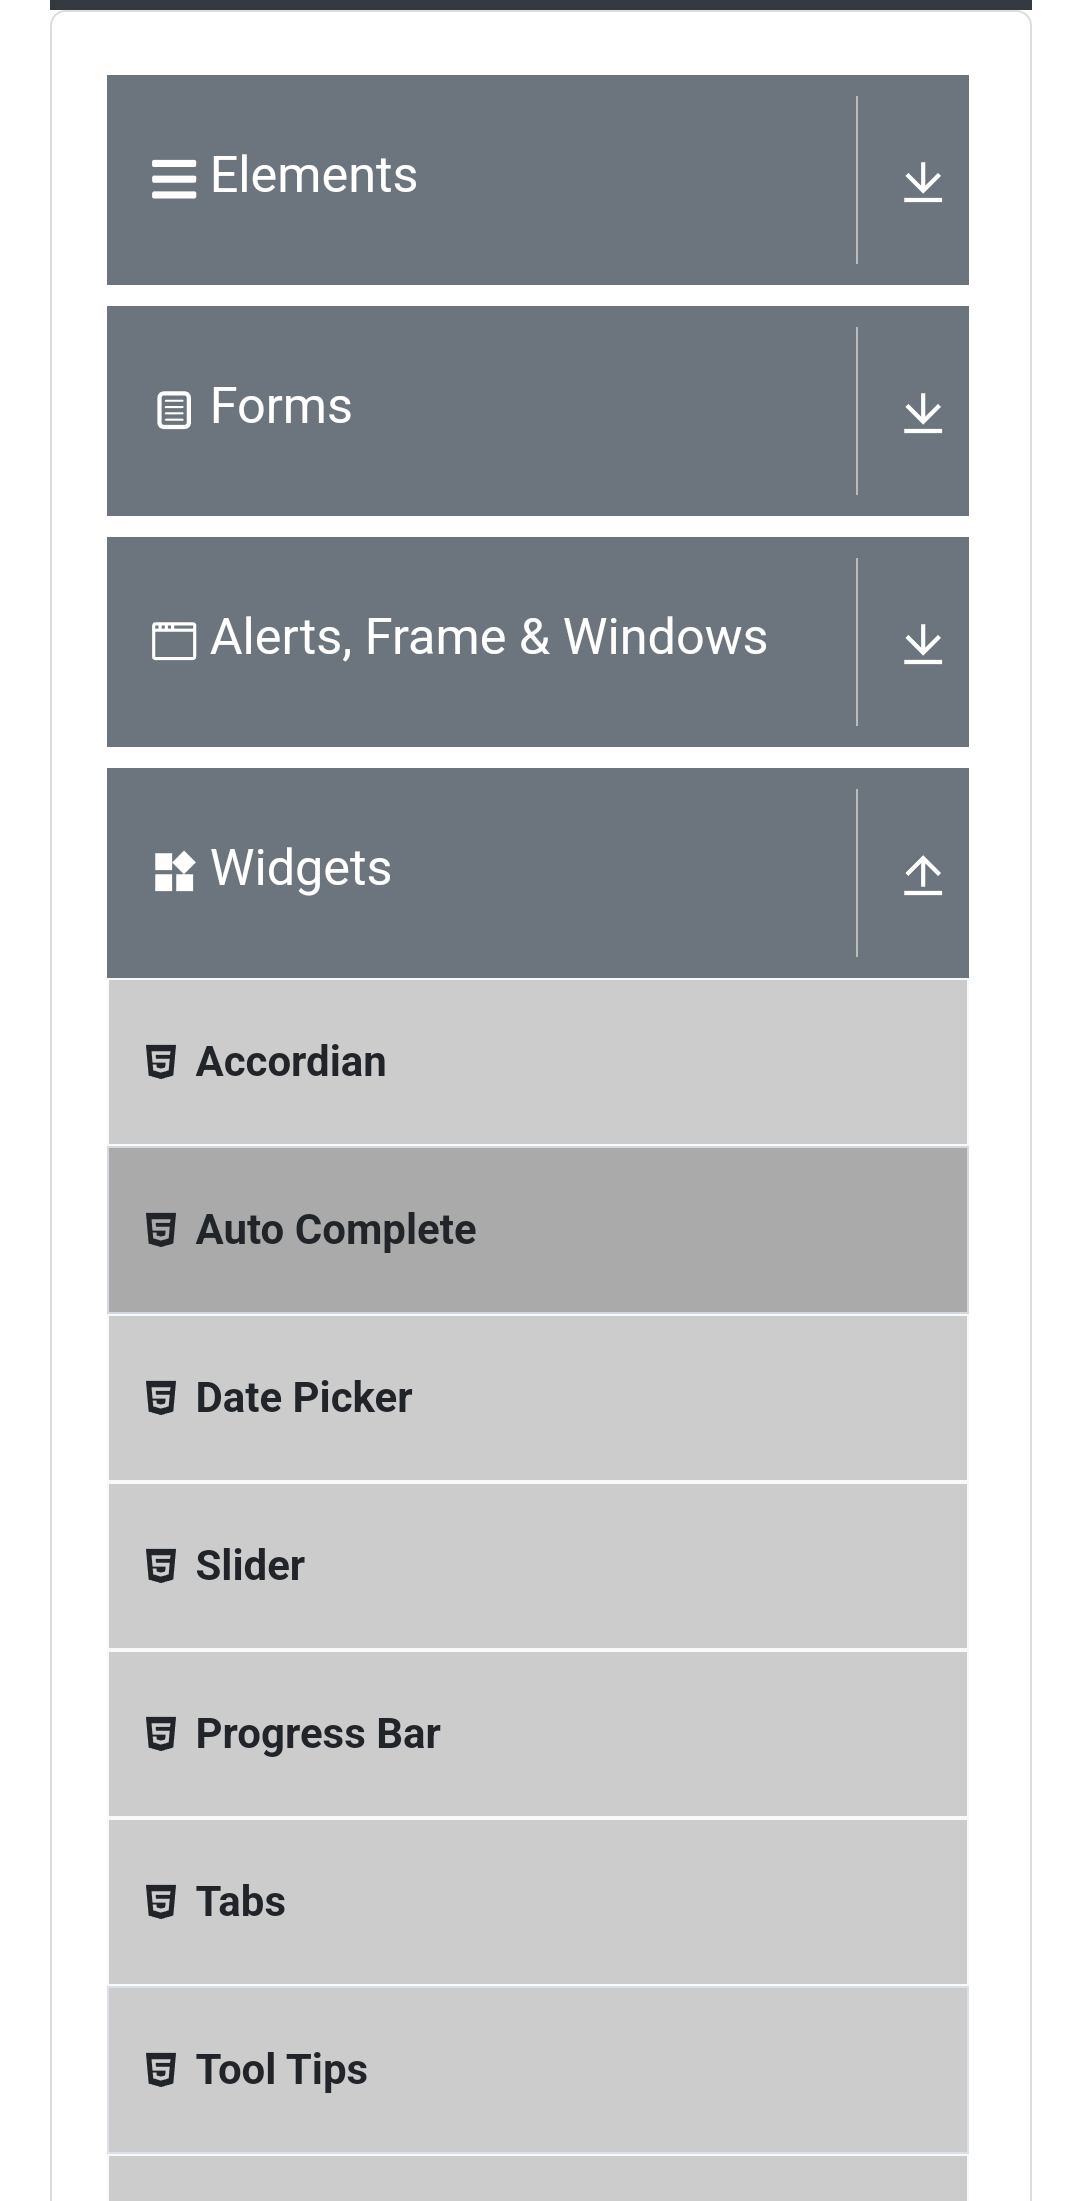 Elements
Forms
Alerts, Frame & Windows
Widgets
Accordian
Auto Complete
Date Picker
Slider
Progress Bar
Tabs
Tool Tips